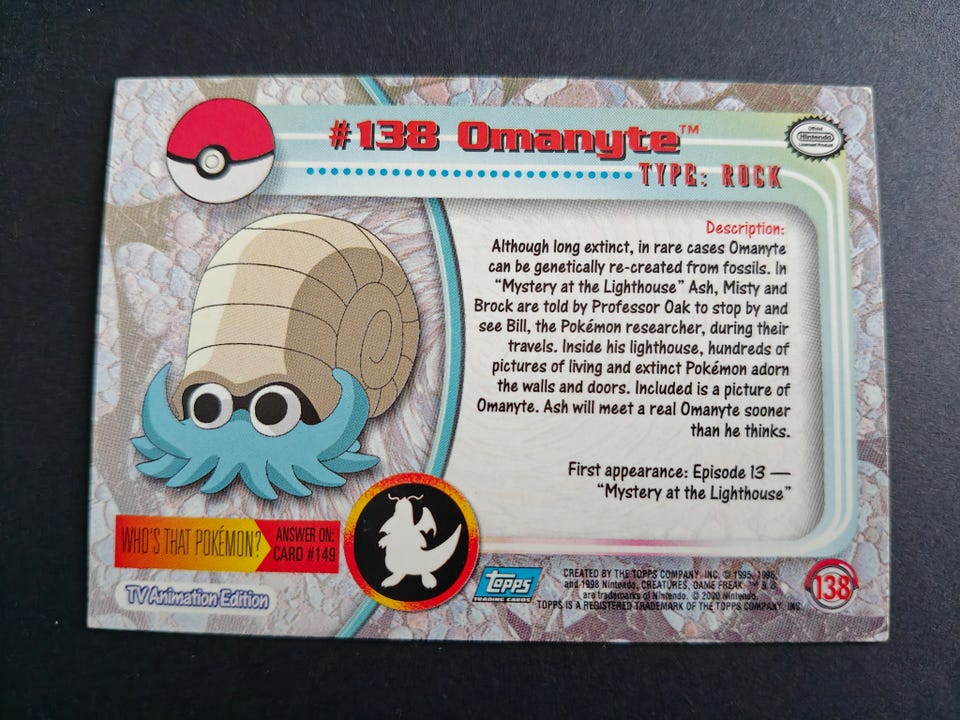 #138 Omanyte™
Official
Nintendo
Licensed Product
TYPE: ROCK
Description:
Although long extinct, in rare cases Omanyte
can be genetically re-created from fossils. In
“Mystery at the Lighthouse” Ash, Misty and
Brock are told by Professor Oak to stop by and
see Bill, the Pokémon researcher, during their
travels. Inside his lighthouse, hundreds of
pictures of living and extinct Pokémon adorn
the walls and doors. Included is a picture of
Omanyte. Ash will meet a real Omanyte sooner
than he thinks.
First appearance: Episode 13 —
“Mystery at the Lighthouse”
WHO'S THAT POKÉMON?
ANSWER ON:
CARD #149
TV Animation Edition
Topps
TRADING CARDS
CREATED BY THE TOPPS COMPANY, INC. © 1995, 1996,
and 1998 Nintendo, CREATURES, GAME FREAK. ™ & ®
are trademarks of Nintendo. © 2000 Nintendo.
TOPPS IS A REGISTERED TRADEMARK OF THE TOPPS COMPANY, INC.
138